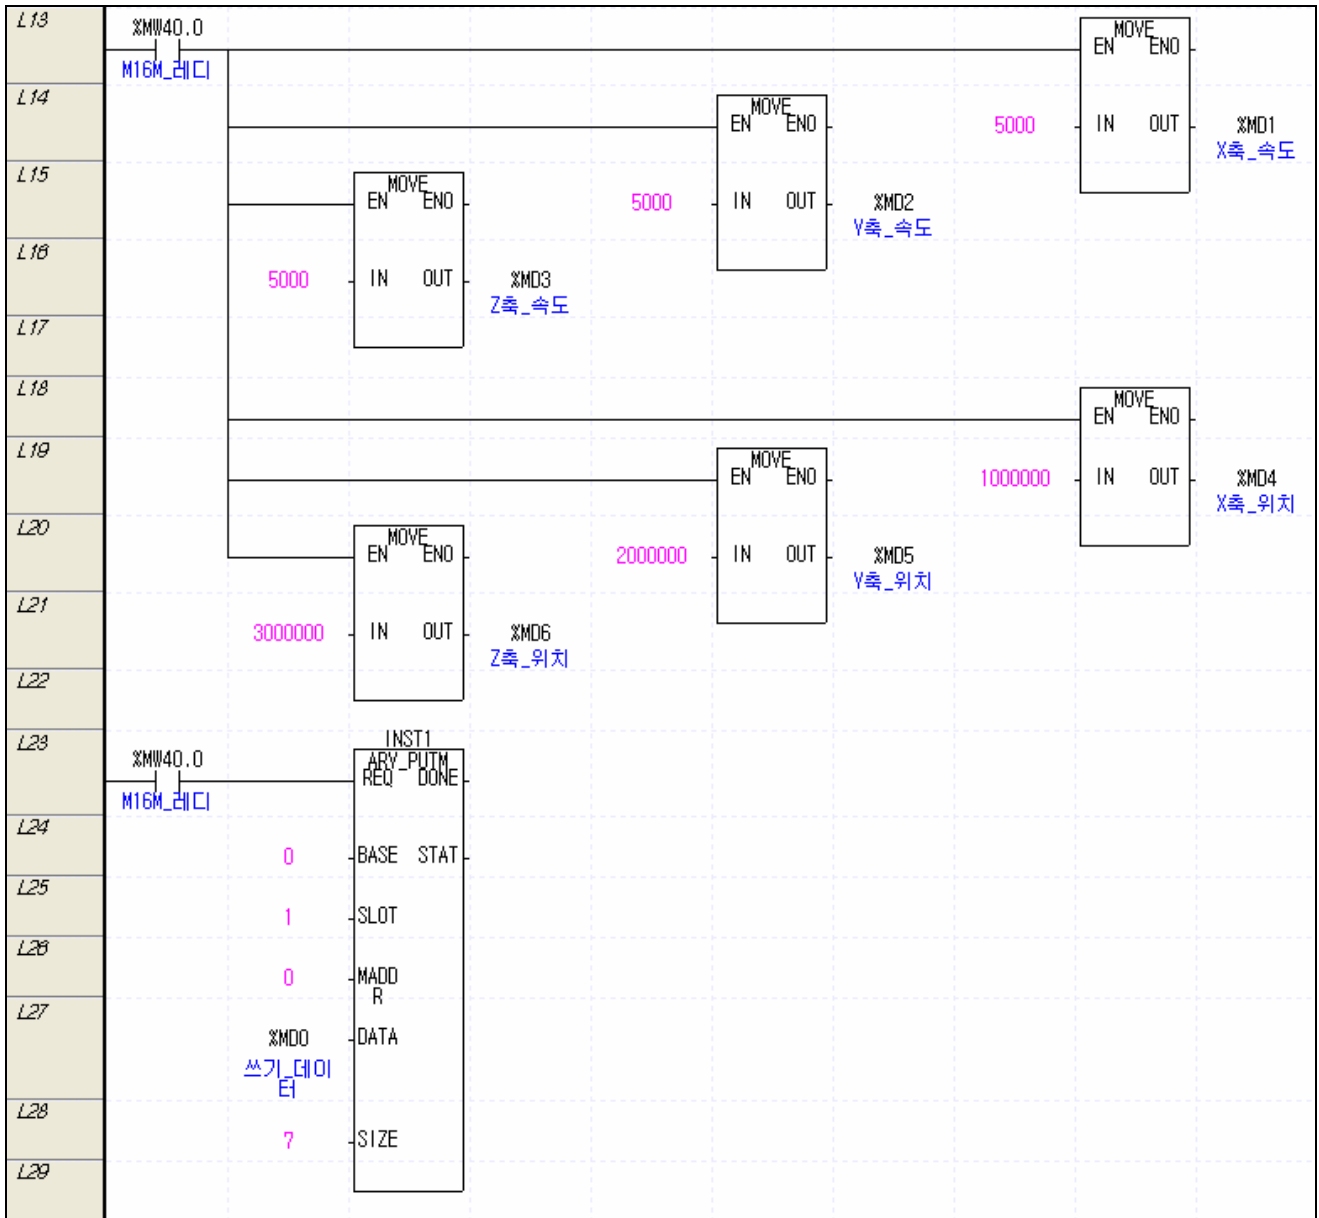 L13
%MW40.0
M16M_레디
MOVE
EN ENO
L14
MOVE
EN ENO
5000 IN OUT %MD1
X축_속도
L15
MOVE
EN ENO
5000 IN OUT %MD2
Y축_속도
L16
5000 IN OUT %MD3
Z축_속도
L17
L18
MOVE
EN ENO
L19
MOVE
EN ENO
1000000 IN OUT %MD4
X축_위치
L20
MOVE
EN ENO
2000000 IN OUT %MD5
Y축_위치
L21
3000000 IN OUT %MD6
Z축_위치
L22
L23
%MW40.0
M16M_레디
INST1
ARY_PUTM
REQ DONE
L24
0 BASE STAT
L25
1 SLOT
L26
0 MADD
R
L27
%MD0 DATA
쓰기_데이
터
L28
7 SIZE
L29